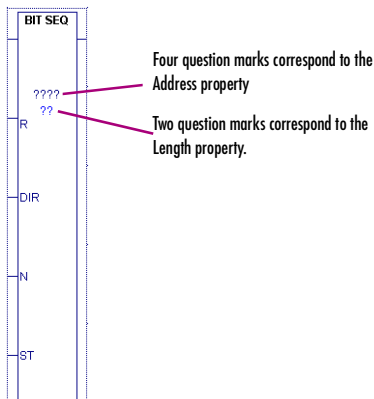 BIT SEQ
Four question marks correspond to the
Address property
????
??
Two question marks correspond to the
Length property.
R
DIR
N
ST